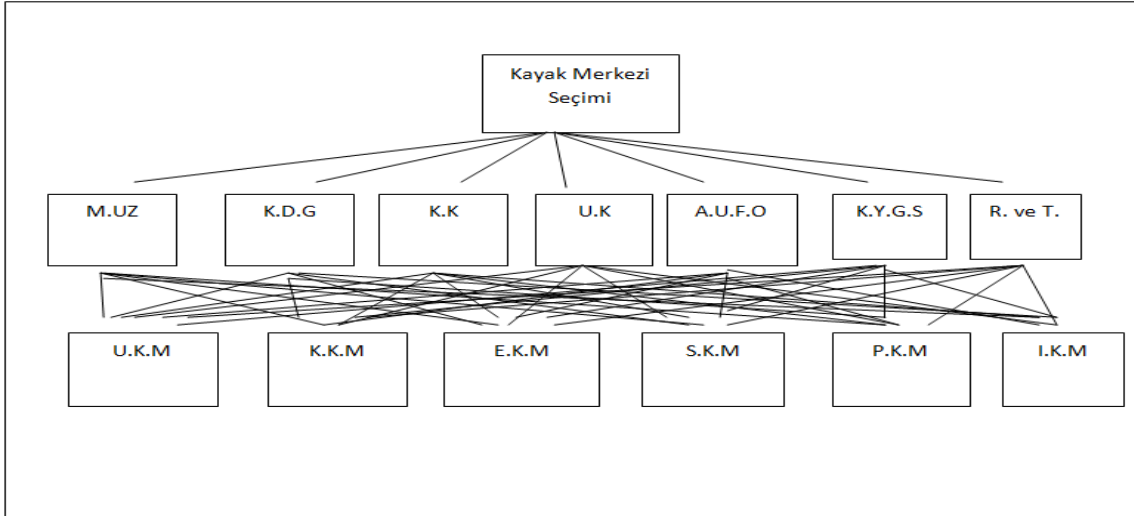 Kayak Merkezi
Seçimi
M.UZ
K.D.G
K.K
U.K
A.U.F.O
K.Y.G.S
R. ve T.
U.K.M
K.K.M
E.K.M
S.K.M
P.K.M
I.K.M